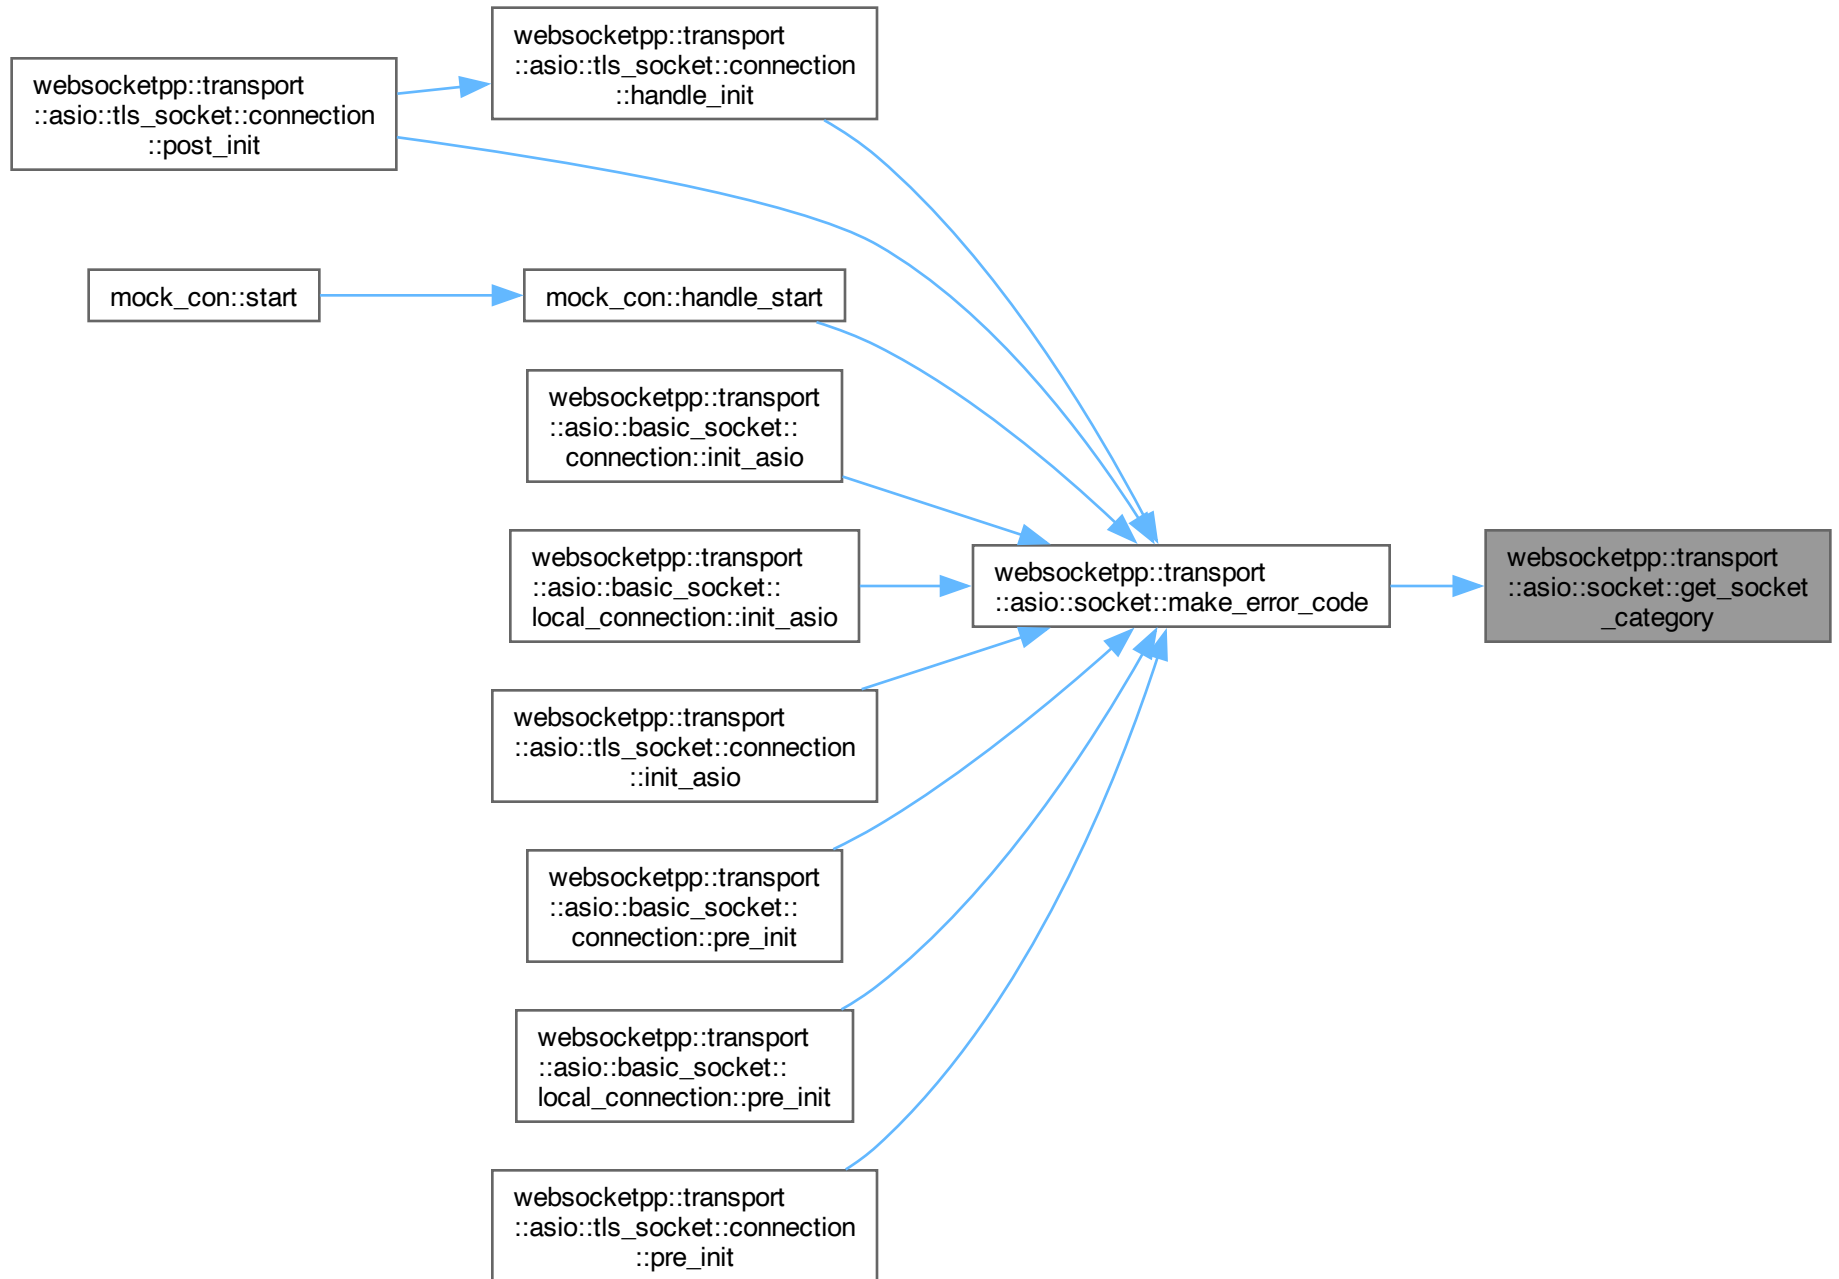 websocketpp::transport
::asio::tls_socket::connection
::handle_init
websocketpp::transport
::asio::tls_socket::connection
::post_init
mock_con::start
mock_con::handle_start
websocketpp::transport
::asio::basic_socket::
connection::init_asio
websocketpp::transport
::asio::basic_socket::
local_connection::init_asio
websocketpp::transport
::asio::socket::make_error_code
websocketpp::transport
::asio::socket::get_socket
_category
websocketpp::transport
::asio::tls_socket::connection
::init_asio
websocketpp::transport
::asio::basic_socket::
connection::pre_init
websocketpp::transport
::asio::basic_socket::
local_connection::pre_init
websocketpp::transport
::asio::tls_socket::connection
::pre_init